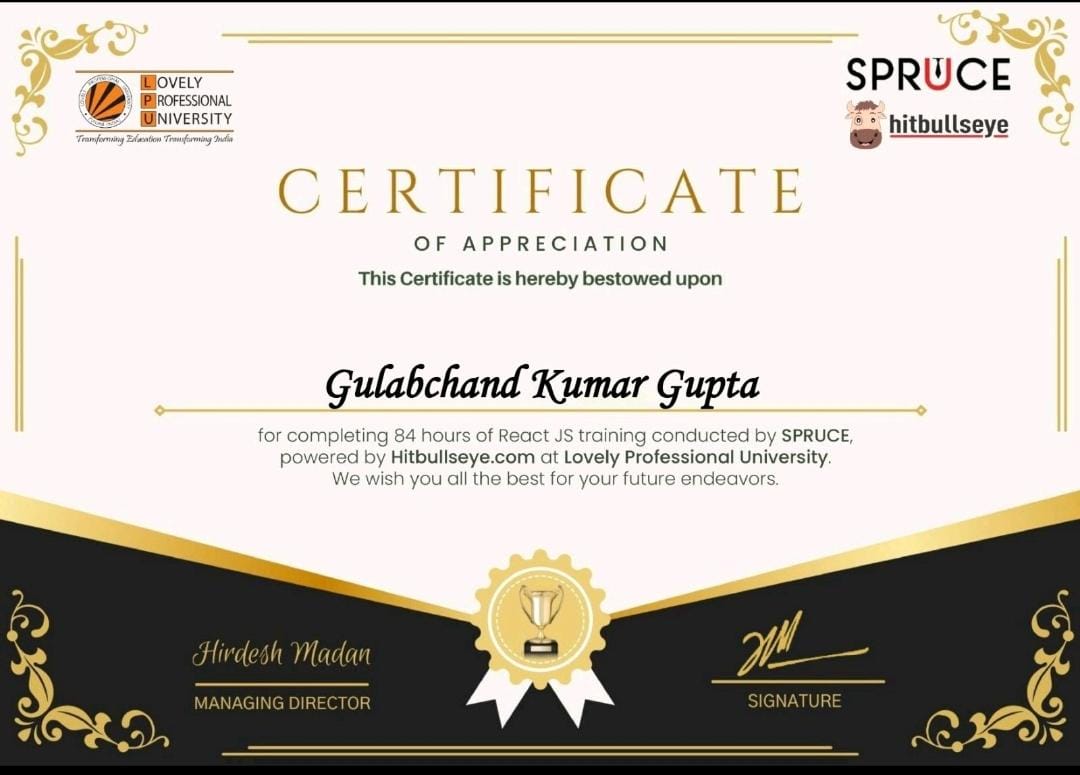 LOVELY
PROFESSIONAL
UNIVERSITY
Transforming Education Transforming India
SPRUCE
hitbullseye
CERTIFICATE
OF APPRECIATION
This Certificate is hereby bestowed upon
Gulabchand Kumar Gupta
for completing 84 hours of React JS training conducted by SPRUCE,
powered by Hitbullseye.com at Lovely Professional University.
We wish you all the best for your future endeavors.
Hirdesh Madan
MANAGING DIRECTOR
SIGNATURE